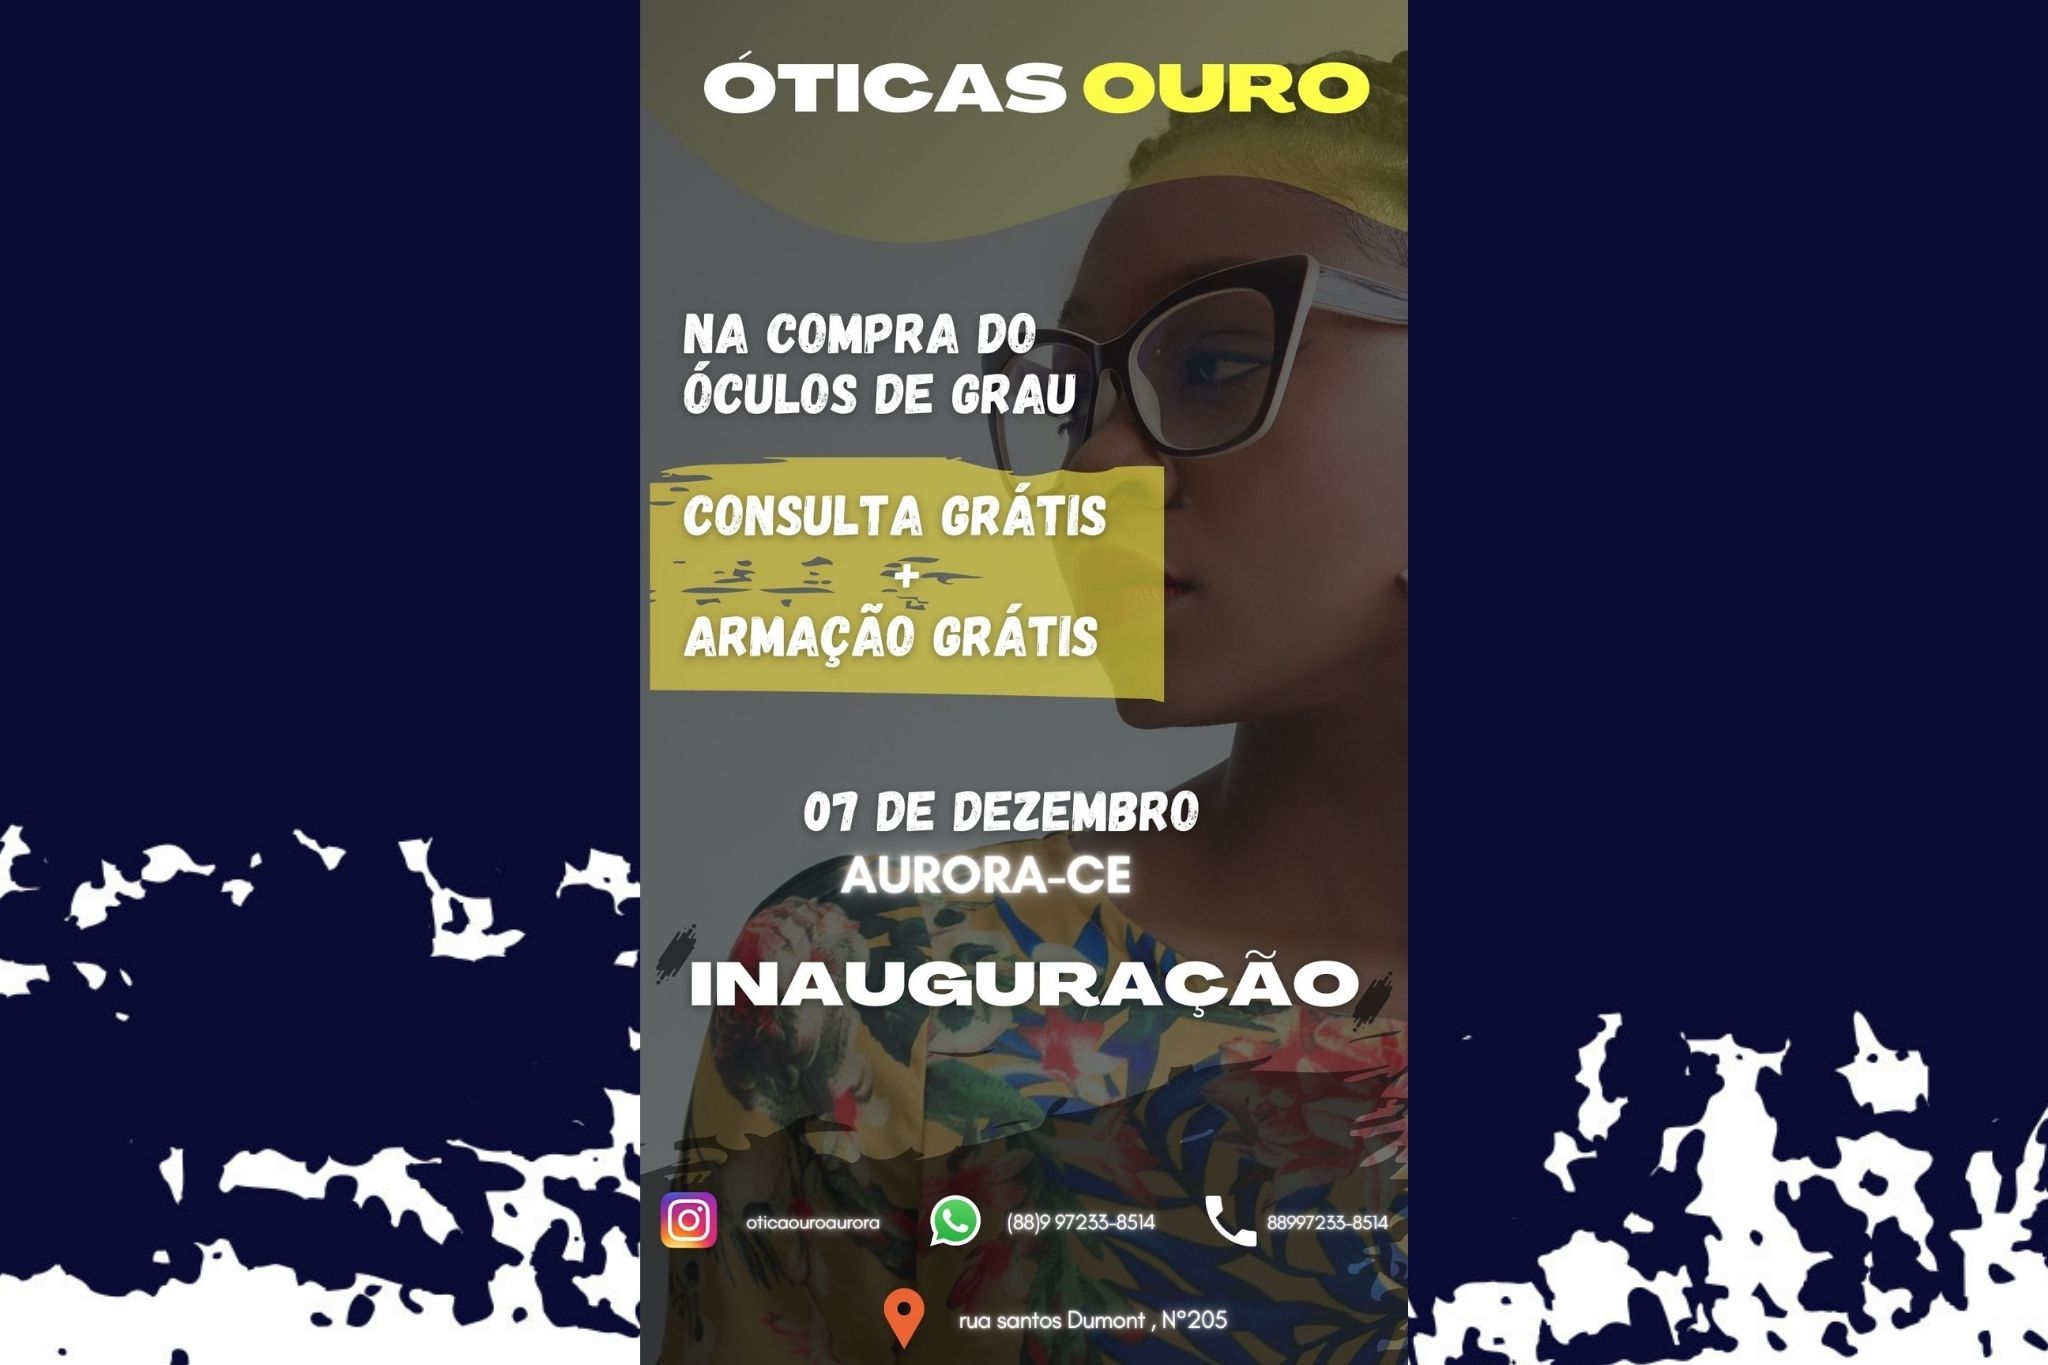 ÓTICAS OURO
NA COMPRA DO
ÓCULOS DE GRAU
CONSULTA GRÁTIS
+
ARMAÇÃO GRÁTIS
07 DE DEZEMBRO
AURORA-CE
INAUGURAÇÃO
oticaouroaurora (88)9 97233-8514 88997233-8514
rua santos Dumont , N°205